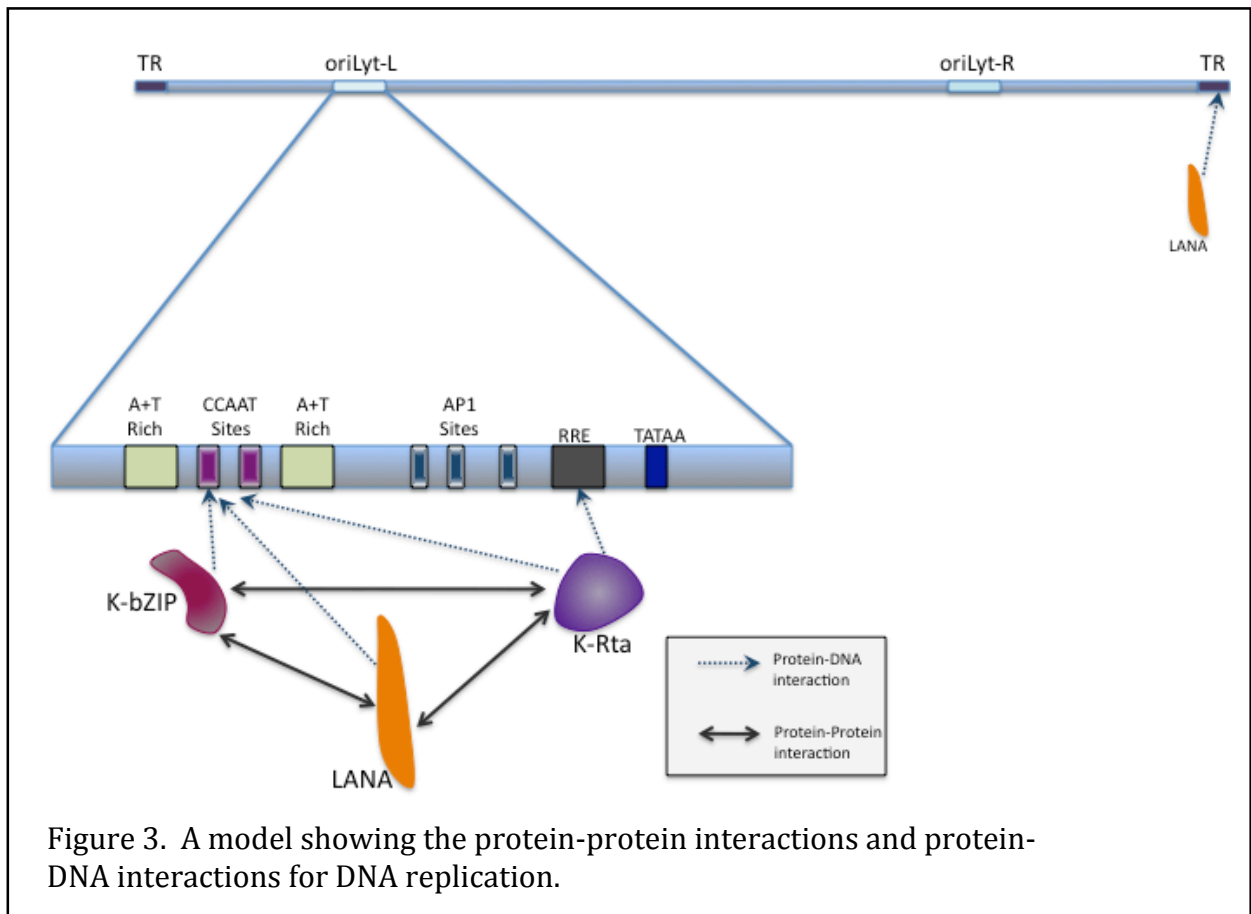 TR
oriLyt-L
oriLyt-R
TR
LANA
A+T
Rich
CCAAT
Sites
A+T
Rich
AP1
Sites
RRE
TATAA
K-bZIP
K-Rta
LANA
Protein-DNA
interaction
Protein-Protein
interaction
Figure 3.  A model showing the protein-protein interactions and protein-
DNA interactions for DNA replication.